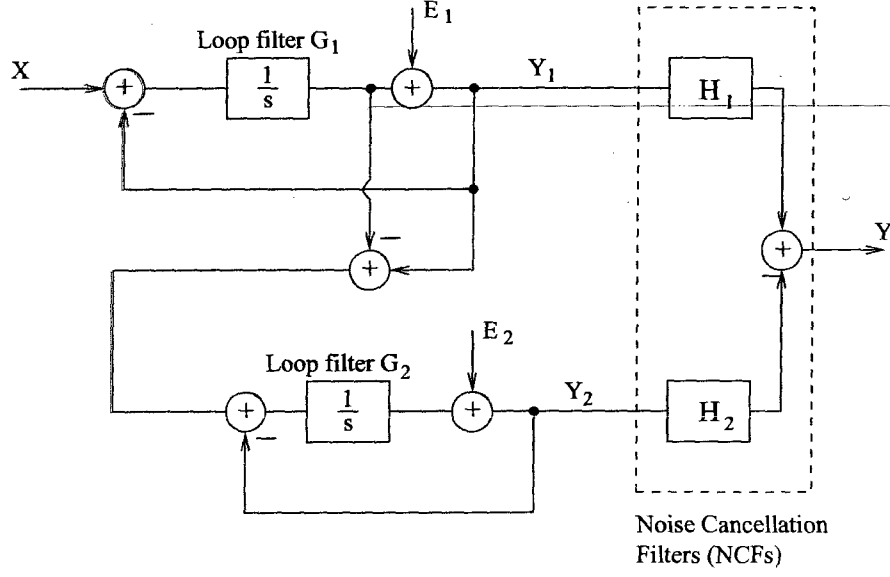 E1
Loop filter G1
X
+
1/s
+
Y1
H1
−
−
+
Y
+
−
E2
Loop filter G2
+
1/s
+
Y2
H2
−
Noise Cancellation
Filters (NCFs)